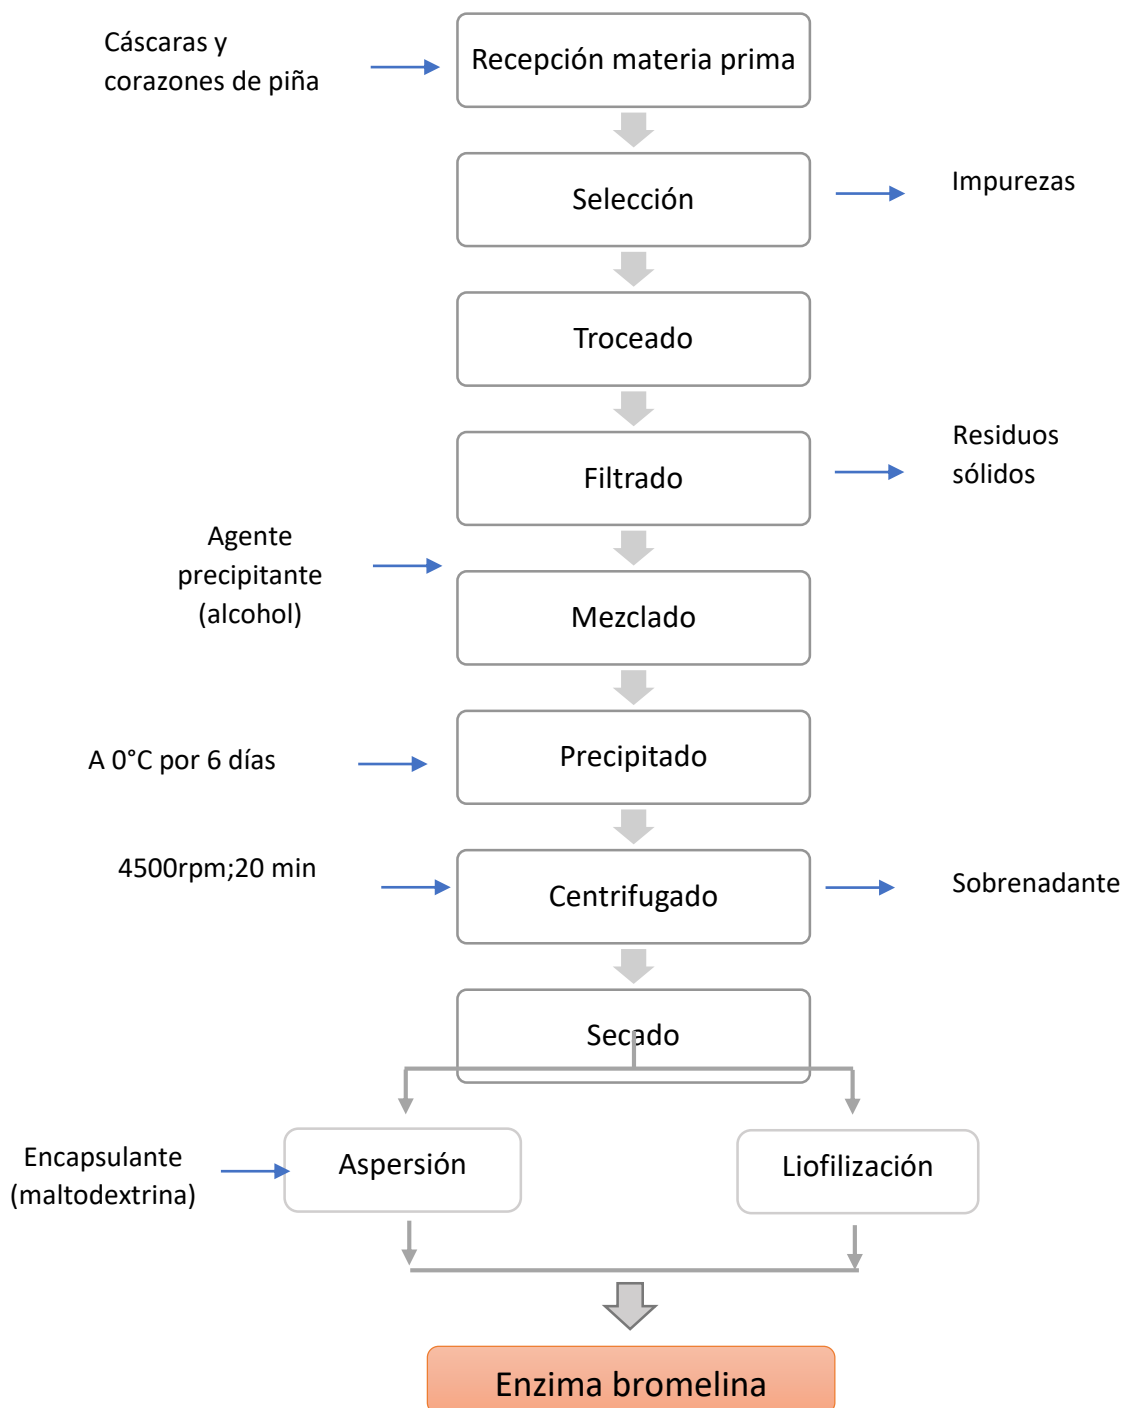 Cáscaras y
corazones de piña
Recepción materia prima
Selección
Impurezas
Troceado
Filtrado
Residuos
sólidos
Agente
precipitante
(alcohol)
Mezclado
A 0°C por 6 días
Precipitado
4500rpm;20 min
Centrifugado
Sobrenadante
Secado
Encapsulante
(maltodextrina)
Aspersión
Liofilización
Enzima bromelina